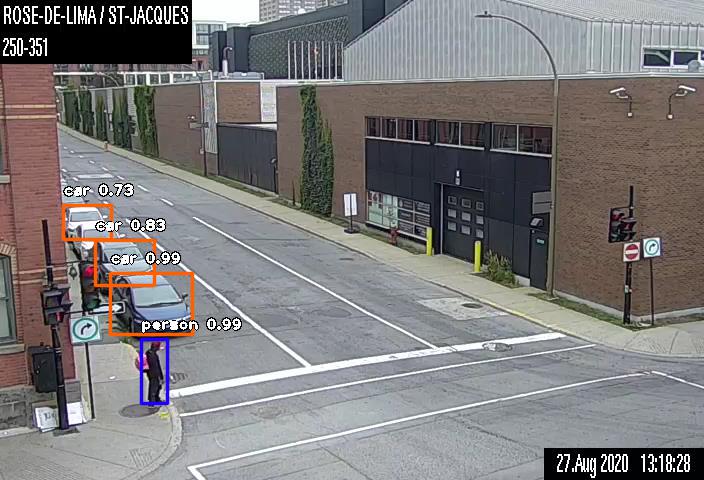 ROSE-DE-LIMA / ST-JACQUES
250-351
car 0.73
car 0.83
car 0.99
person 0.99
27.Aug 2020 13:18:28